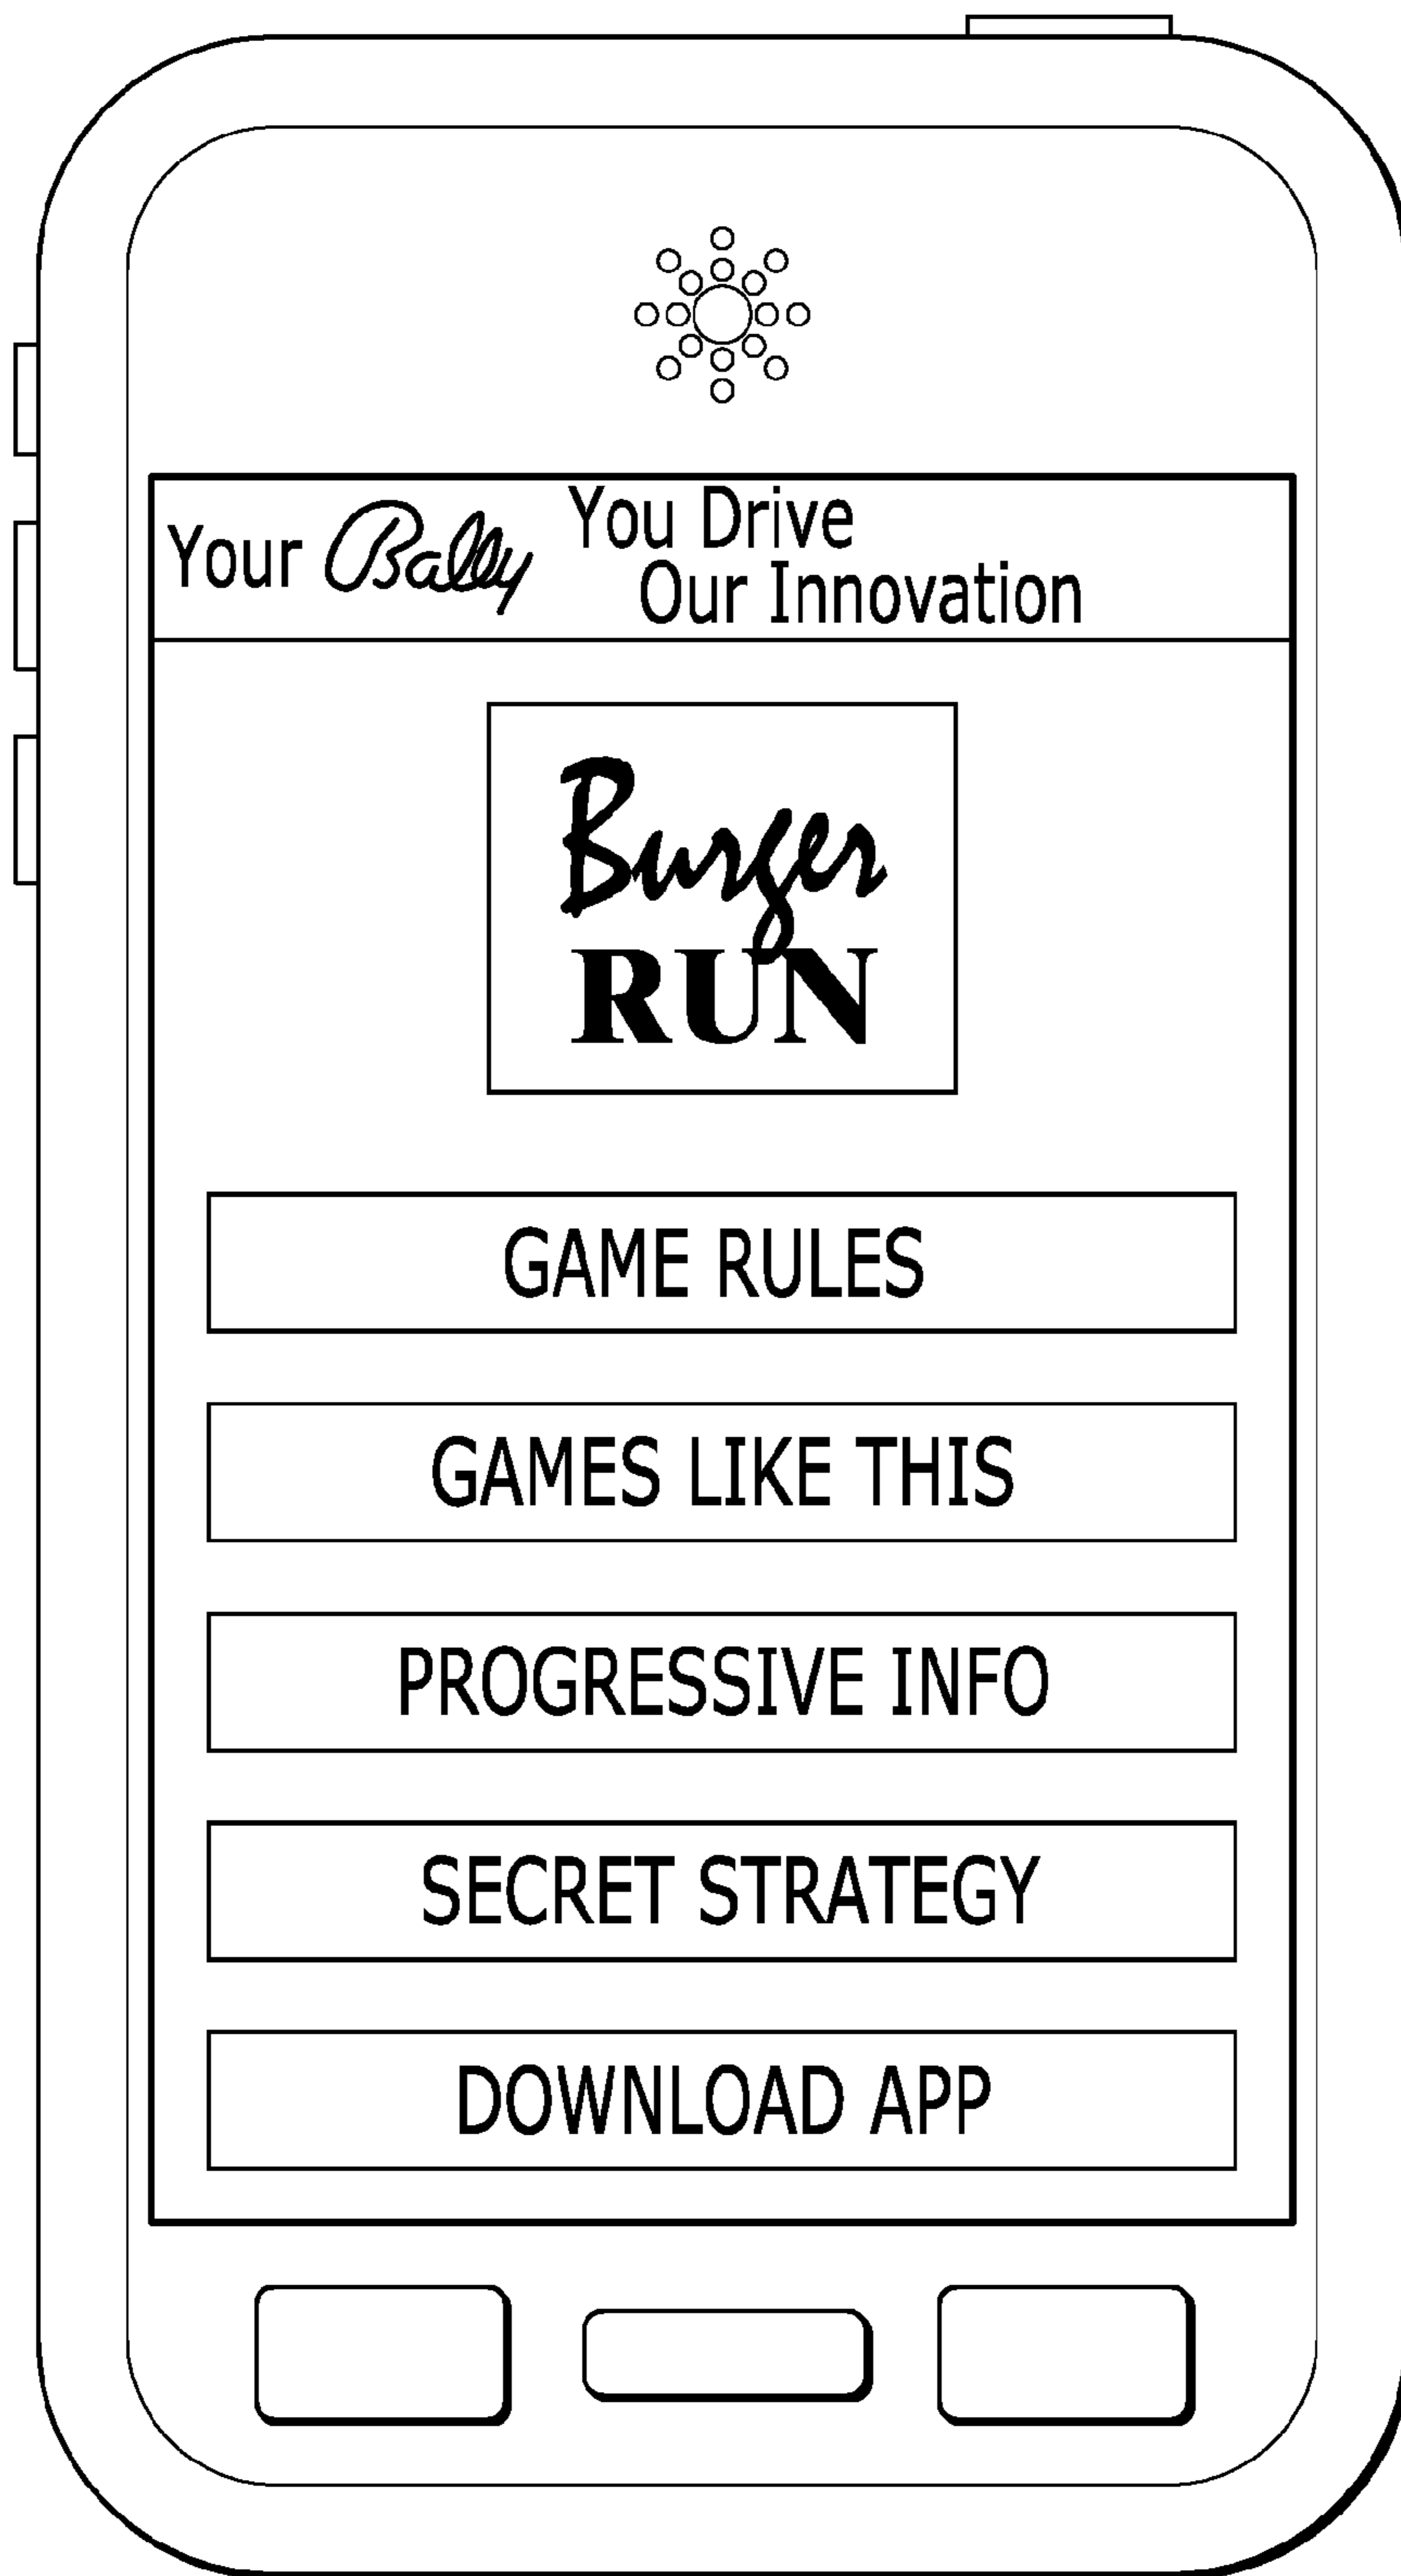 Your Bally You Drive
Our Innovation
Burger
RUN
GAME RULES
GAMES LIKE THIS
PROGRESSIVE INFO
SECRET STRATEGY
DOWNLOAD APP